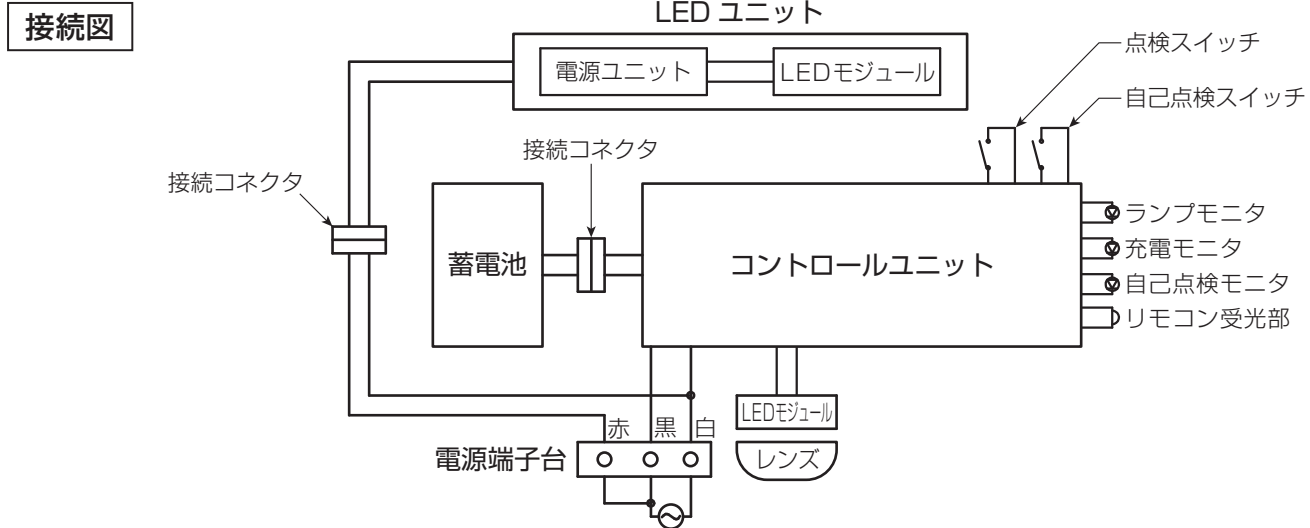 接続図
LED ユニット
電源ユニット
LEDモジュール
点検スイッチ
自己点検スイッチ
接続コネクタ
接続コネクタ
蓄電池
コントロールユニット
ランプモニタ
充電モニタ
自己点検モニタ
リモコン受光部
LEDモジュール
赤 黒 白
電源端子台
レンズ